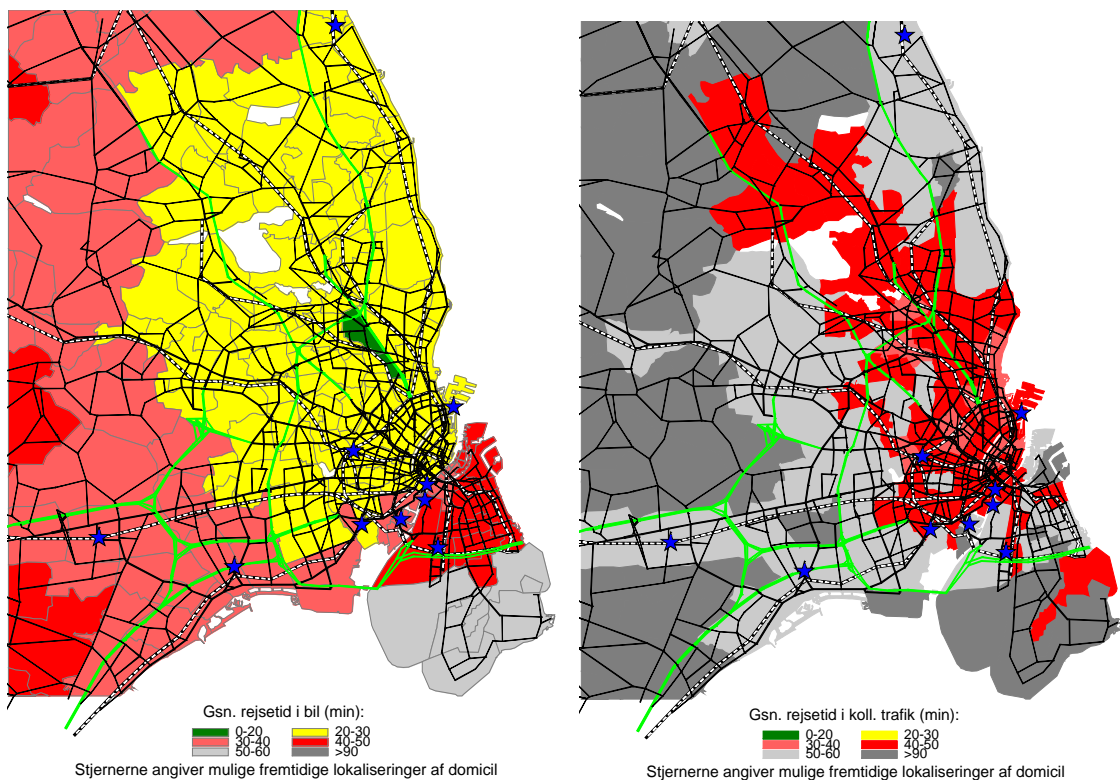 Gsn. rejsetid i bil (min):
0-20 20-30
30-40 40-50
50-60 >90
Stjernerne angiver mulige fremtidige lokaliseringer af domicil
Gsn. rejsetid i koll. trafik (min):
0-20 20-30
30-40 40-50
50-60 >90
Stjernerne angiver mulige fremtidige lokaliseringer af domicil